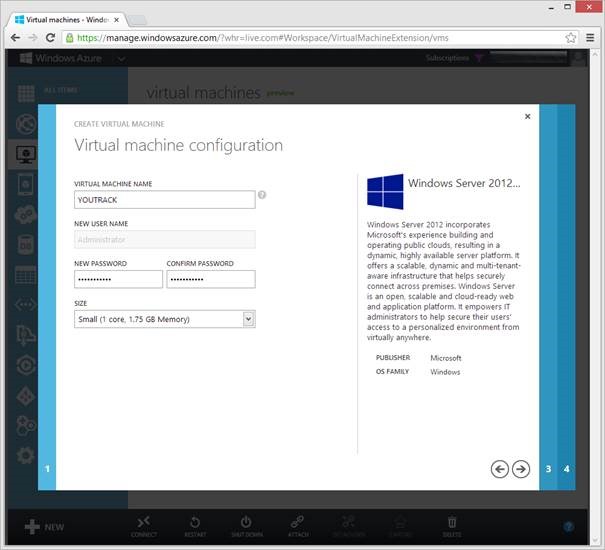 Virtual machines - Windo
https://manage.windowsazure.com/?whr=live.com#Workspace/VirtualMachineExtension/vms
Windows Azure
Subscriptions
ALL ITEMS
virtual machines preview
CREATE VIRTUAL MACHINE
Virtual machine configuration
VIRTUAL MACHINE NAME
YOUTRACK
NEW USER NAME
Administrator
NEW PASSWORD CONFIRM PASSWORD
••••••••••• •••••••••••
SIZE
Small (1 core, 1.75 GB Memory)
Windows Server 2012...
Windows Server 2012 incorporates
Microsoft's experience building and
operating public clouds, resulting in a
dynamic, highly available server platform. It
offers a scalable, dynamic and multi-tenant-
aware infrastructure that helps securely
connect across premises. Windows Server
is an open, scalable and cloud-ready web
and application platform. It empowers IT
administrators to help secure their users'
access to a personalized environment from
virtually anywhere.
PUBLISHER Microsoft
OS FAMILY Windows
1
3 4
NEW
CONNECT
RESTART
SHUT DOWN
ATTACH
CAPTURE
DELETE